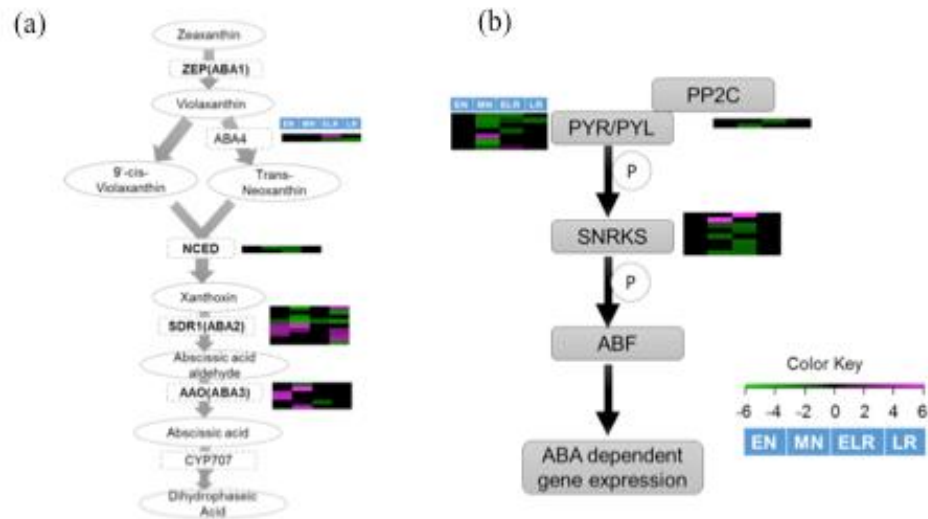 (a)
Zeaxanthin
ZEP(ABA1)
Violaxanthin
EN MN ELR LR
ABA4
9'-cis-
Violaxanthin
Trans-
Neoxanthin
NCED
Xanthoxin
SDR1(ABA2)
Abscissic acid
aldehyde
AAO(ABA3)
Abscissic acid
CYP707
Dihydrophaseic
Acid
(b)
EN MN ELR LR
PP2C
PYR/PYL
P
SNRKS
P
ABF
ABA dependent
gene expression
Color Key
-6 -4 -2 0 2 4 6
EN MN ELR LR